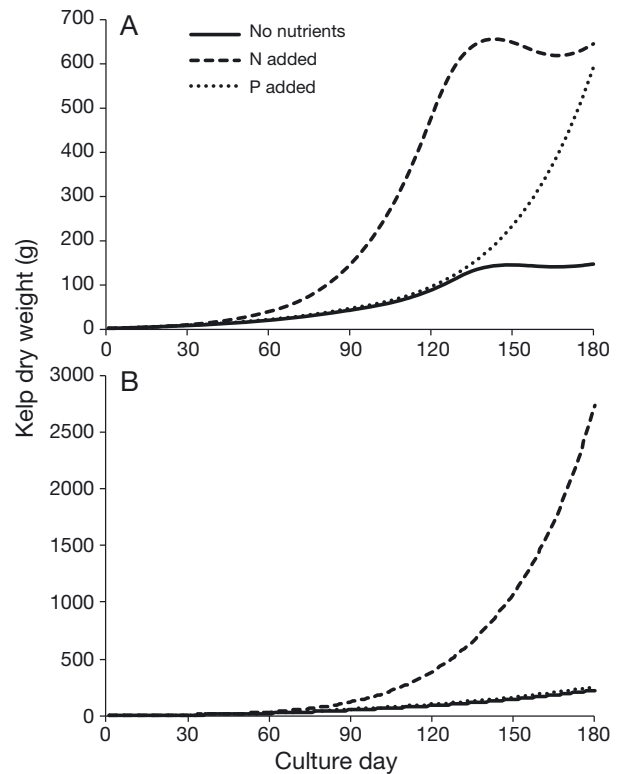 A
No nutrients
N added
P added
700
600
500
400
300
200
100
0
0 30 60 90 120 150 180
Kelp dry weight (g)
B
3000
2500
2000
1500
1000
500
0
0 30 60 90 120 150 180
Culture day